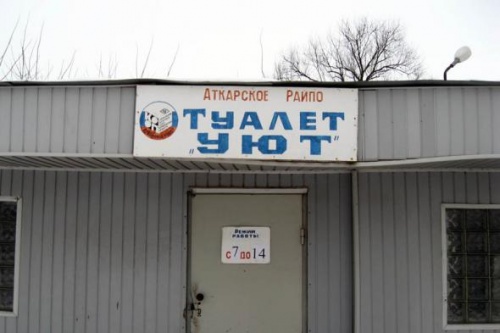 Аткарское Райпо
Туалет
"Уют"
Режим
работы:
с 7 до 14